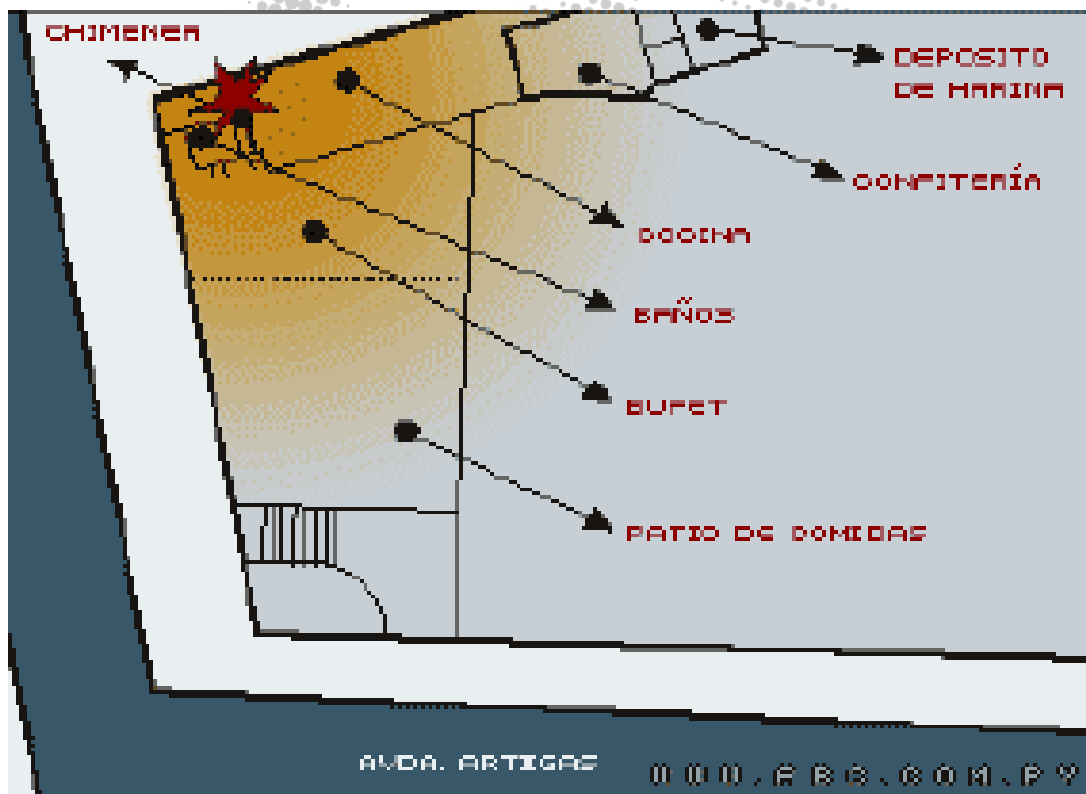 CHIMENEA
DEPOSITO
DE HARINA
CONFITERÍA
COCINA
BAÑOS
BUFET
PATIO DE COMIDAS
AVDA. ARTIGAS
WWW.ABC.COM.PY